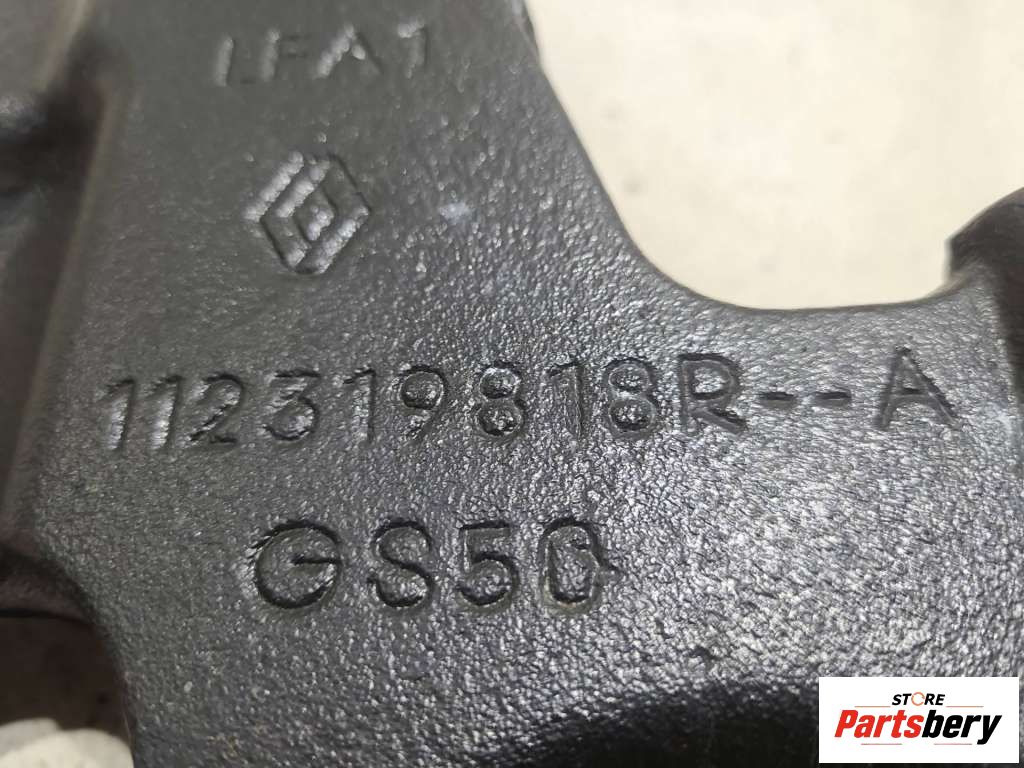 LFA1
112319818R--A
GS50
STORE
Partsbery